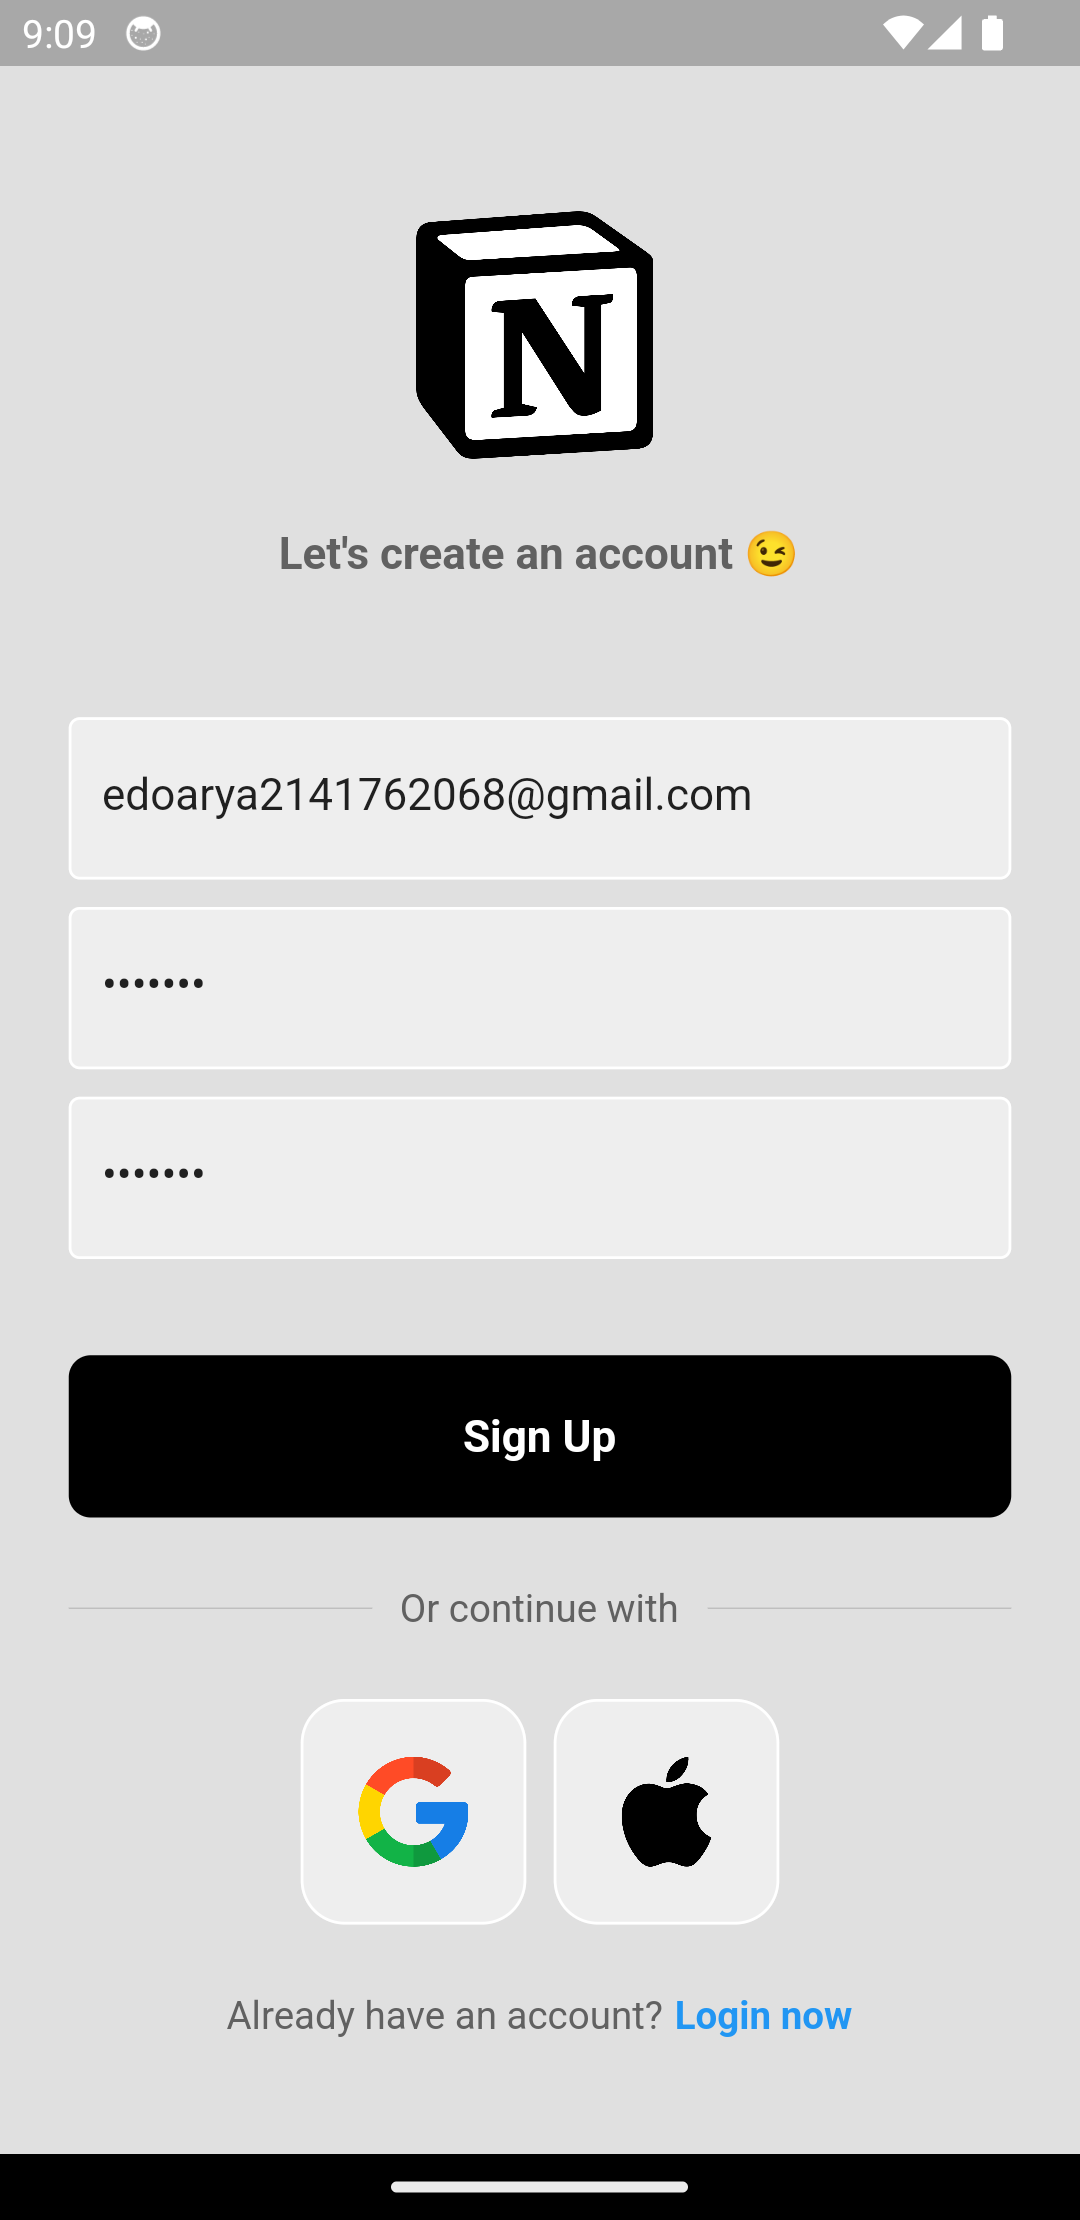 9:09
N
Let's create an account 😉
edoarya2141762068@gmail.com
•••••••
•••••••
Sign Up
Or continue with
Already have an account? Login now